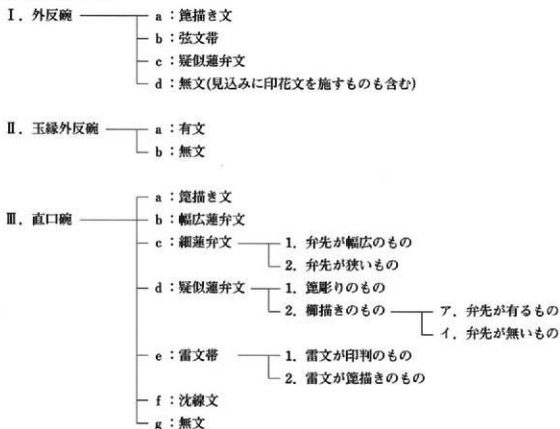 Ⅰ．外反碗 a：箆描き文
b：弦文帯
c：疑似蓮弁文
d：無文(見込みに印花文を施すものも含む)
Ⅱ．玉縁外反碗 a：有文
b：無文
a：箆描き文
Ⅲ．直口碗 b：幅広蓮弁文
c：細蓮弁文 1．弁先が幅広のもの
2．弁先が狭いもの
d：疑似蓮弁文 1．箆彫りのもの
2．櫛描きのもの ア．弁先が有るもの
イ．弁先が無いもの
e：雷文帯 1．雷文が印判のもの
2．雷文が箆描きのもの
f：沈線文
g：無文